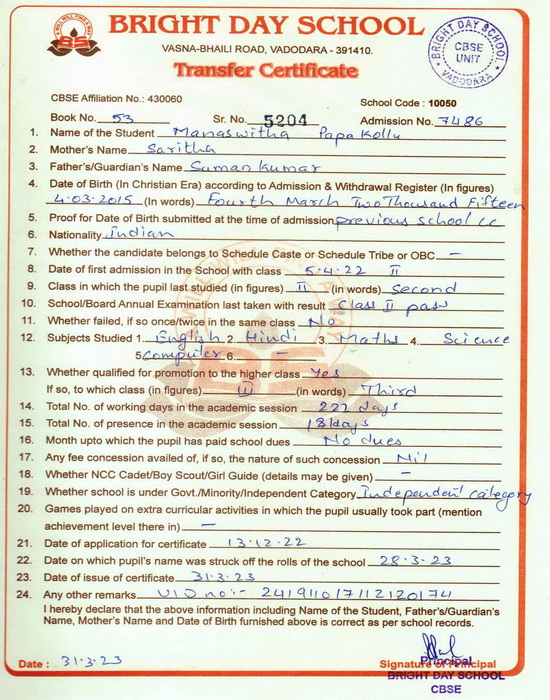 BRIGHT DAY SCHOOL
VASNA-BHAILI ROAD, VADODARA - 391410.
Transfer Certificate
BRIGHT DAY SCHOOL CBSE UNIT VADODARA
CBSE Affiliation No.: 430060
School Code : 10050
Book No. 53 Sr. No. 5204 Admission No. 7486
1. Name of the Student Manaswitha Papakollu
2. Mother's Name Saritha
3. Father's/Guardian's Name Suman kumar
4. Date of Birth (In Christian Era) according to Admission & Withdrawal Register (In figures)
4.03.2015 (In words) Fourth March Two Thousand Fifteen
5. Proof for Date of Birth submitted at the time of admission previous school LC
6. Nationality Indian
7. Whether the candidate belongs to Schedule Caste or Schedule Tribe or OBC –
8. Date of first admission in the School with class 5.4.22 II
9. Class in which the pupil last studied (in figures) II (in words) Second
10. School/Board Annual Examination last taken with result Class II pass
11. Whether failed, if so once/twice in the same class No
12. Subjects Studied 1. English 2. Hindi 3. Maths 4. Science
5 Computer 6. –
13. Whether qualified for promotion to the higher class Yes
If so, to which class (in figures) III (in words) Third
14. Total No. of working days in the academic session 222 days
15. Total No. of presence in the academic session 18 days
16. Month upto which the pupil has paid school dues No dues
17. Any fee concession availed of, if so, the nature of such concession Nil
18. Whether NCC Cadet/Boy Scout/Girl Guide (details may be given) –
19. Whether school is under Govt./Minority/Independent Category Independent category
20. Games played on extra curricular activities in which the pupil usually took part (mention
achievement level there in) –
21. Date of application for certificate 13.12.22
22. Date on which pupil's name was struck off the rolls of the school 28.3.23
23. Date of issue of certificate 31.3.23
24. Any other remarks UID no:- 241911017112120174
I hereby declare that the above information including Name of the Student, Father's/Guardian's
Name, Mother's Name and Date of Birth furnished above is correct as per school records.
Date : 31.3.23
Signature of Principal
Principal
BRIGHT DAY SCHOOL
CBSE